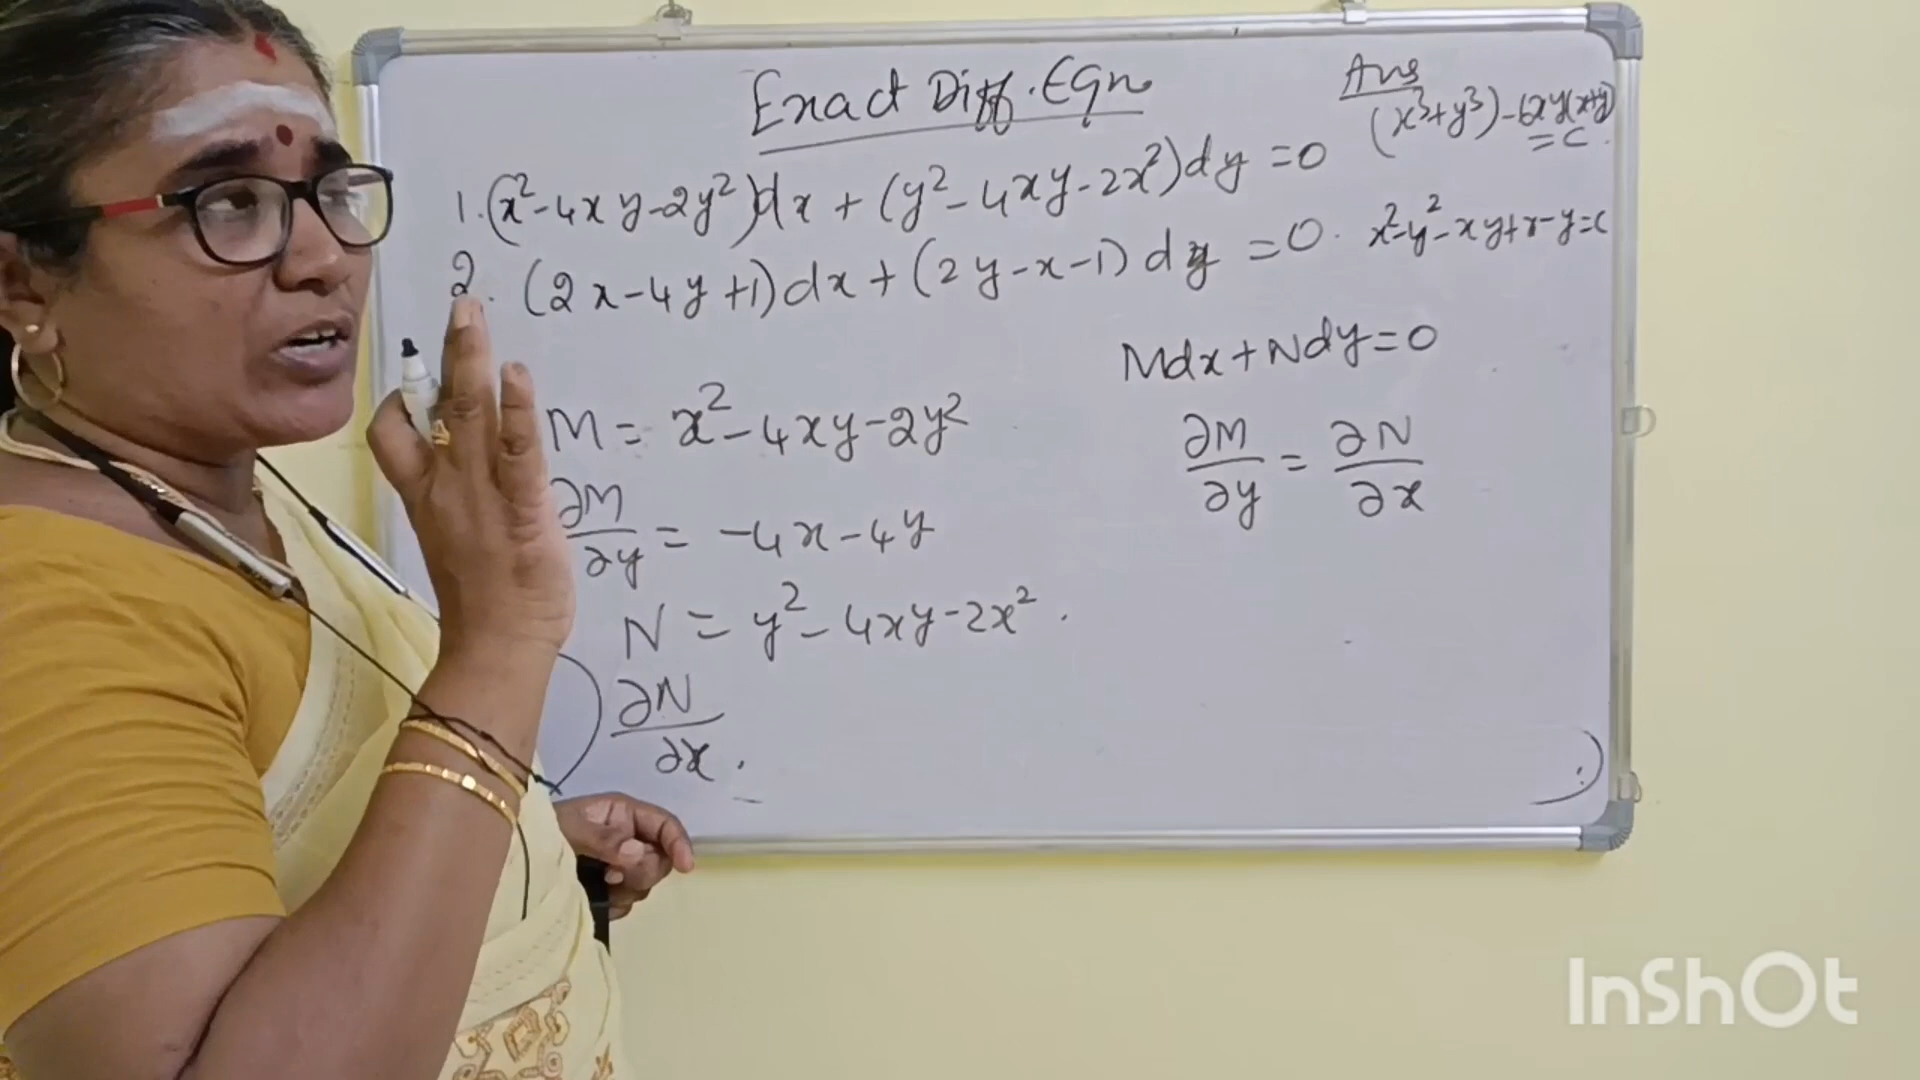 Exact Diff. Eqn.
Ans
(x³+y³)-6xy(x+y)
=c.
1. (x²-4xy-2y²)dx + (y²-4xy-2x²)dy =0
2. (2x-4y+1)dx + (2y-x-1)dy =0. x²-y²-xy+x-y=c
Mdx+Ndy=0
M = x²-4xy-2y²
∂M/∂y = ∂N/∂x
∂M/∂y = -4x-4y
N = y²-4xy-2x².
∂N/∂x.
InShOt